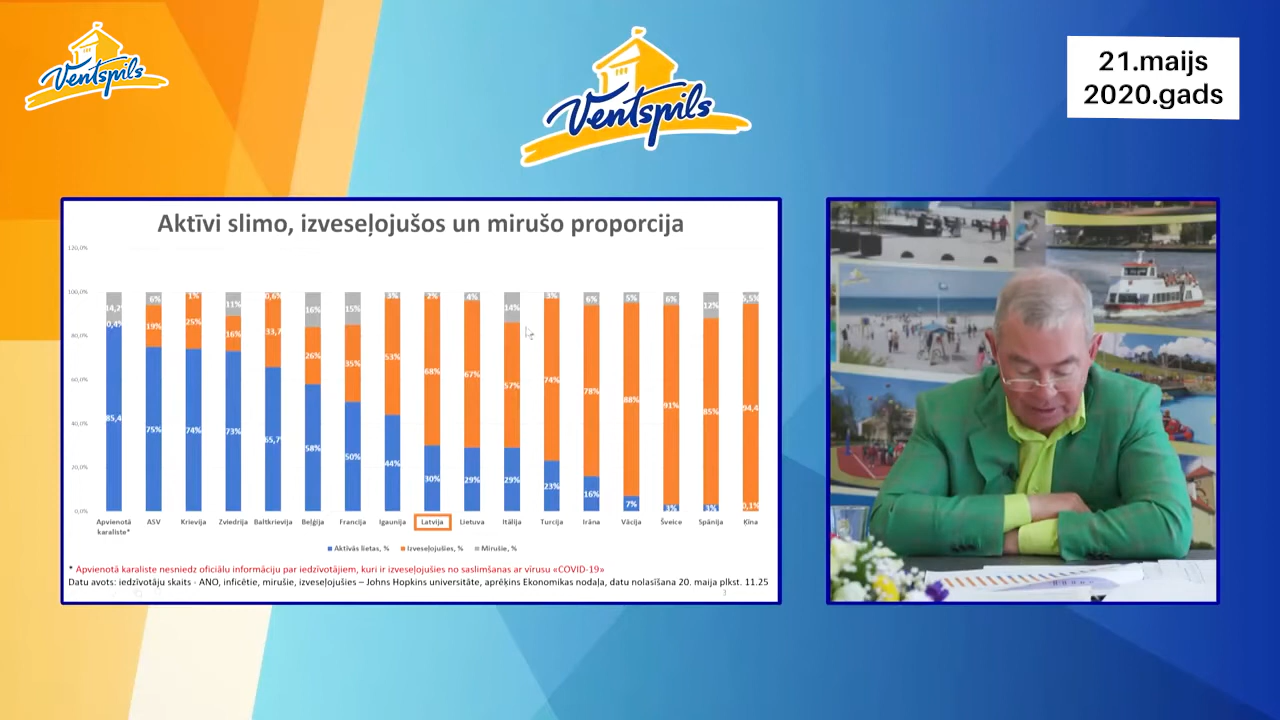 Ventspils
Ventspils
21.maijs
2020.gads
Aktīvi slimo, izveseļojušos un mirušo proporcija
120,0%
100,0%
80,0%
60,0%
40,0%
20,0%
0,0%
14,2
6%
1%
11%
0,6%
16%
15%
3%
2%
4%
14%
3%
6%
5%
6%
12%
5,5%
0,4%
19%
25%
16%
33,7
26%
35%
53%
68%
67%
57%
74%
78%
88%
91%
85%
94,4
85,4
75%
74%
73%
65,7
58%
50%
44%
30%
29%
29%
23%
16%
7%
3%
3%
0,1%
Apvienotā karaliste*
ASV
Krievija
Zviedrija
Baltkrievija
Beļģija
Francija
Igaunija
Latvija
Lietuva
Itālija
Turcija
Irāna
Vācija
Šveice
Spānija
Ķīna
Aktīvās lietas, %
Izveseļojušies, %
Mirušie, %
* Apvienotā karaliste nesniedz oficiālu informāciju par iedzīvotājiem, kuri ir izveseļojušies no saslimšanas ar vīrusu «COVID-19»
Datu avots: iedzīvotāju skaits - ANO, inficētie, mirušie, izveseļojušies – Johns Hopkins universitāte, aprēķins Ekonomikas nodaļa, datu nolasīšana 20. maija plkst. 11.25
3